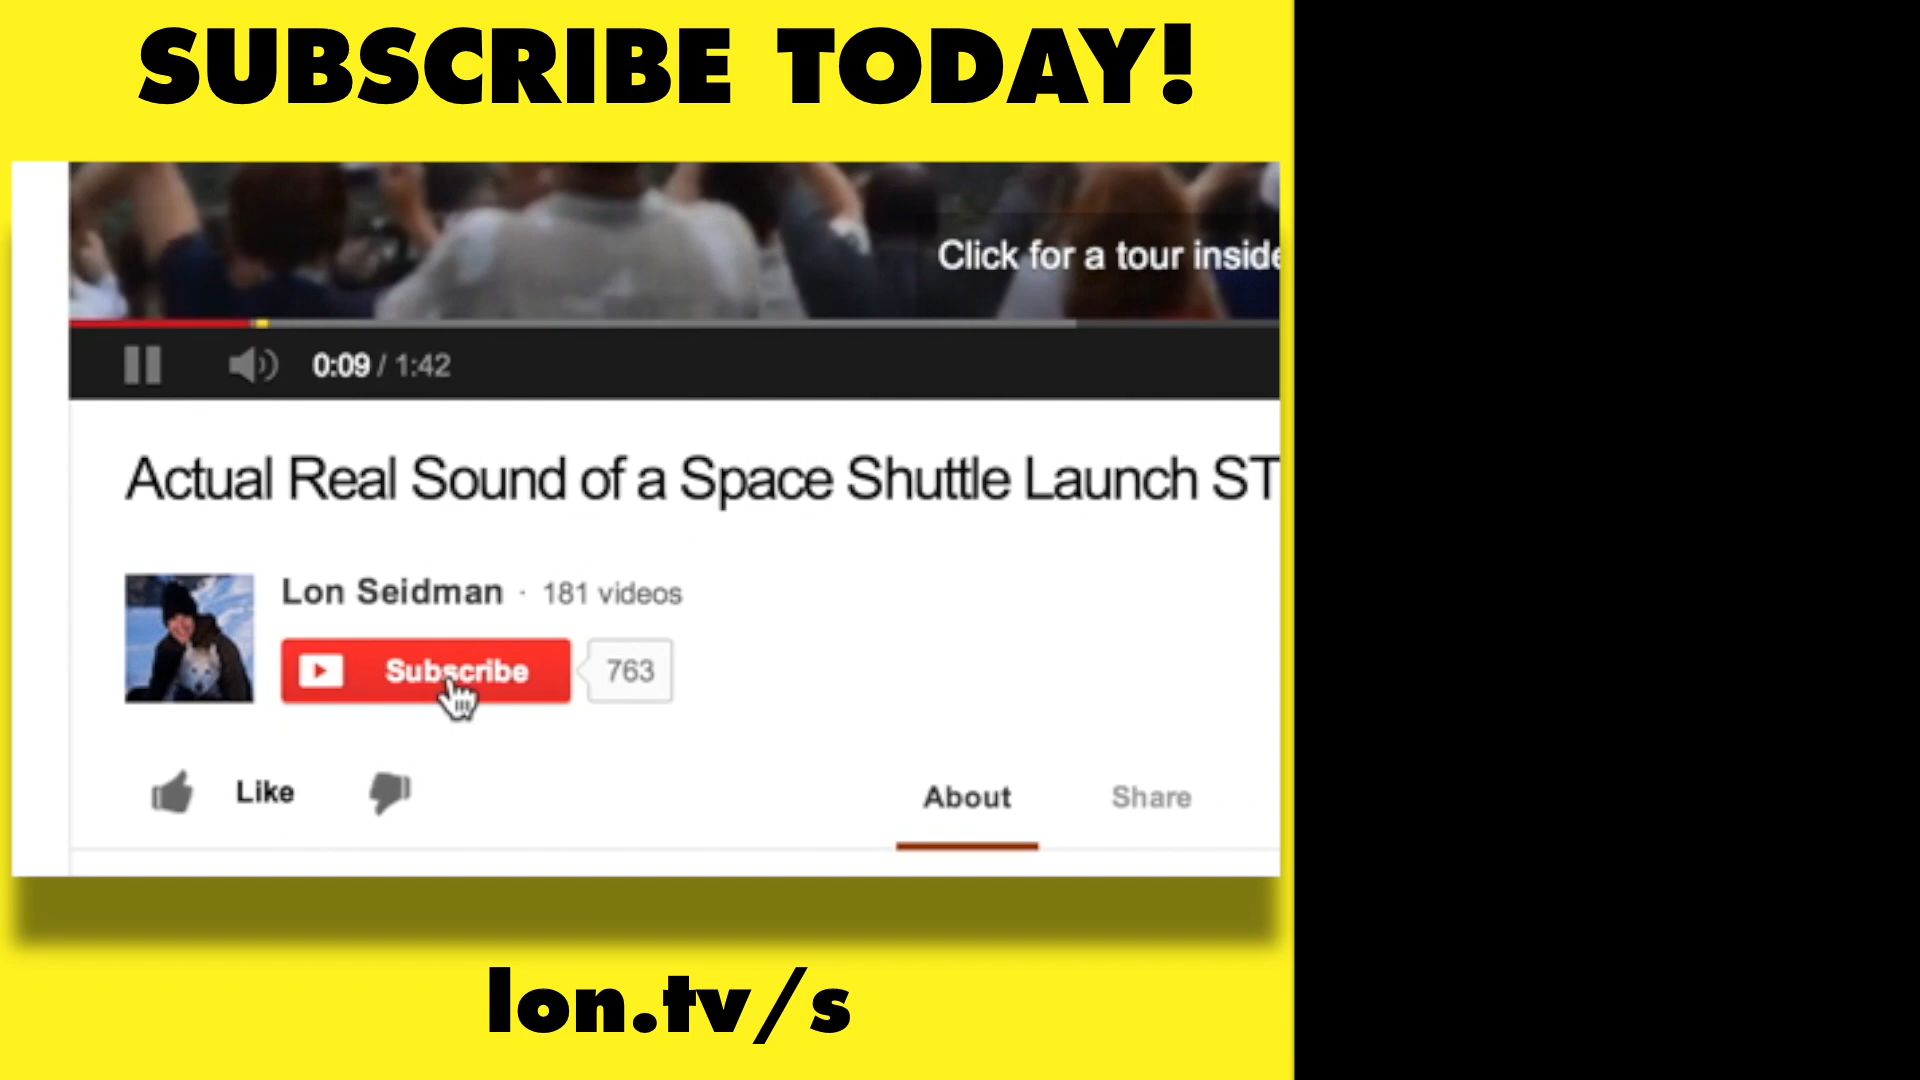 SUBSCRIBE TODAY!
Click for a tour inside
0:09 / 1:42
Actual Real Sound of a Space Shuttle Launch ST
Lon Seidman · 181 videos
Subscribe 763
Like About Share
lon.tv/s